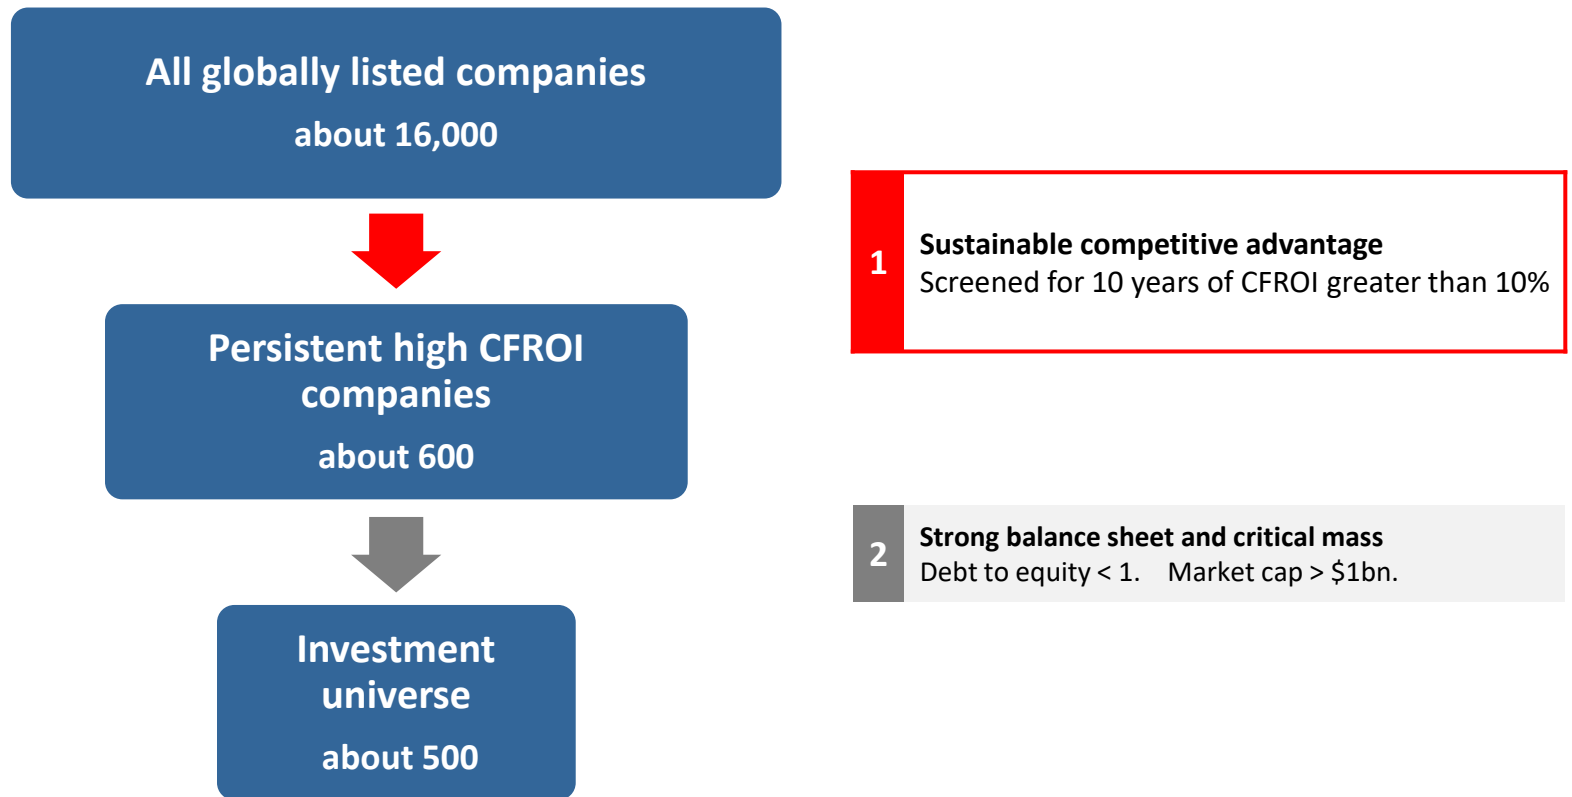 All globally listed companies
about 16,000
1
Sustainable competitive advantage
Screened for 10 years of CFROI greater than 10%
Persistent high CFROI
companies
about 600
2
Strong balance sheet and critical mass
Debt to equity < 1.    Market cap > $1bn.
Investment
universe
about 500